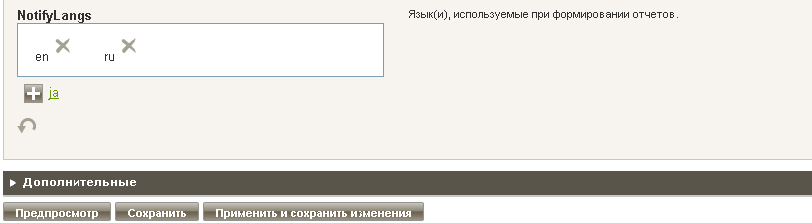 NotifyLangs
Язык(и), используемые при формировании отчетов.
en ru
ja
Дополнительные
Предпросмотр Сохранить Применить и сохранить изменения